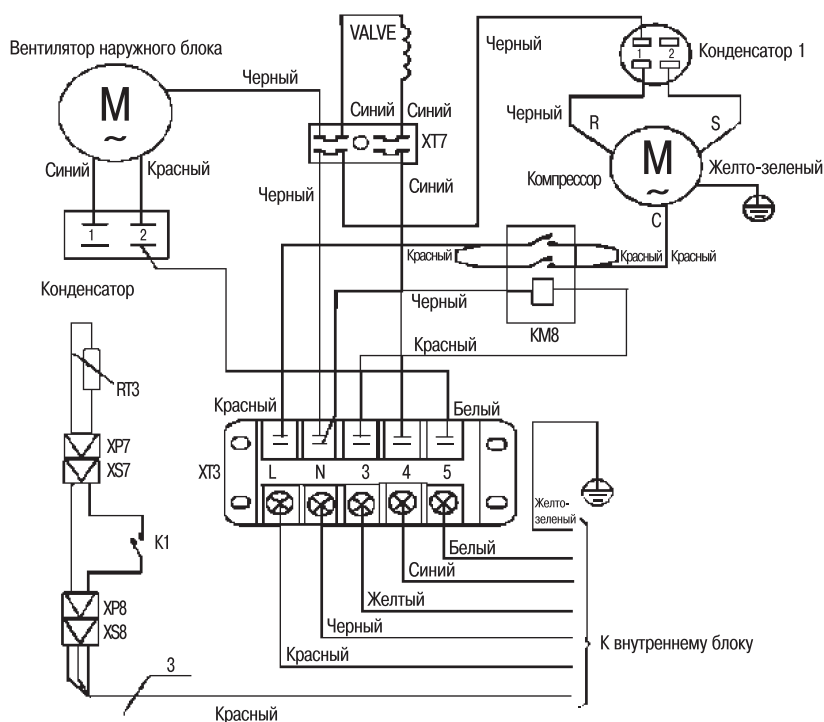 Вентилятор наружного блока
VALVE
Черный
Конденсатор 1
1 2
Черный
М
~
Синий
Синий
Черный
R
S
XT7
М
~
Синий
Красный
Черный
Синий
Компрессор
Желто-зеленый
C
1
2
Красный
Красный
Красный
Конденсатор
Черный
KM8
Красный
RT3
Красный
Белый
XP7
XS7
XT3
L N 3 4 5
Желто-
зеленый
K1
Белый
Синий
Желтый
XP8
XS8
Черный
К внутреннему блоку
Красный
3
Красный